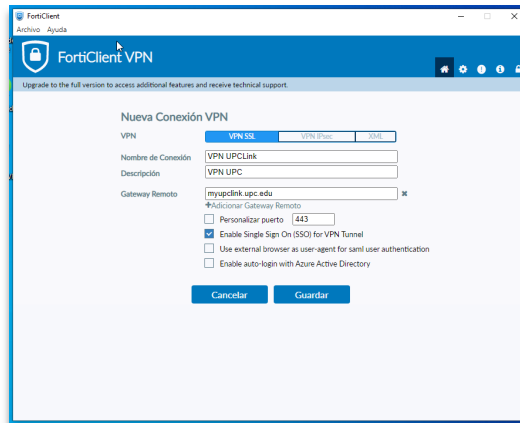 FortiClient
Archivo Ayuda
FortiClient VPN
Upgrade to the full version to access additional features and receive technical support.
Nueva Conexión VPN
VPN VPN SSL VPN IPsec XML
Nombre de Conexión VPN UPCLink
Descripción VPN UPC
Gateway Remoto myupclink.upc.edu
+Adicionar Gateway Remoto
Personalizar puerto 443
Enable Single Sign On (SSO) for VPN Tunnel
Use external browser as user-agent for saml user authentication
Enable auto-login with Azure Active Directory
Cancelar Guardar